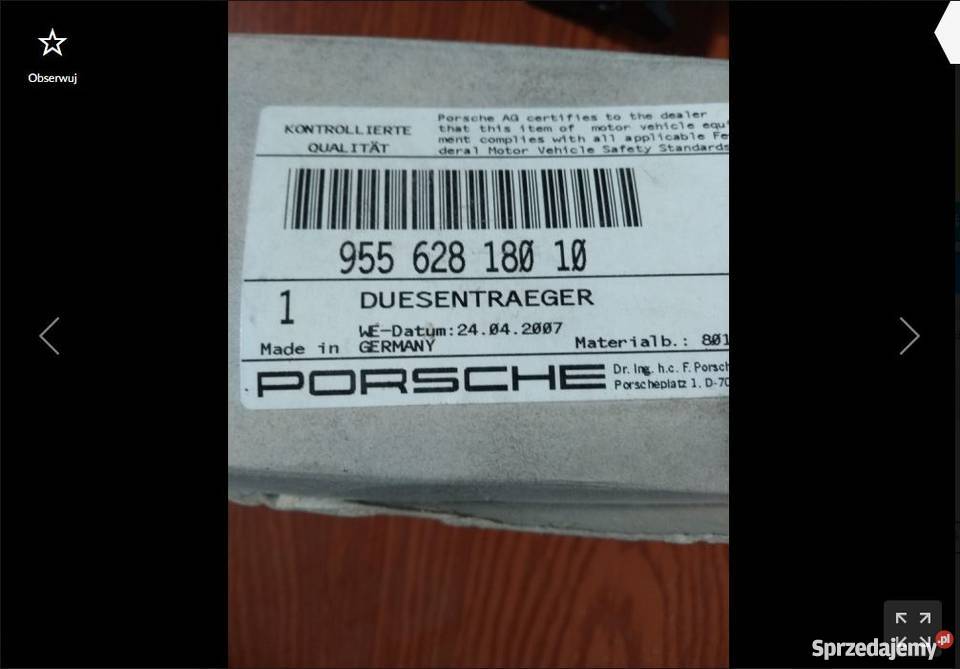 Obserwuj
KONTROLLIERTE
QUALITÄT
Porsche AG certifies to the dealer
that this item of motor vehicle equi
ment complies with all applicable Fe
deral Motor Vehicle Safety Standards
955 628 180 10
1
DUESENTRAEGER
WE-Datum:24.04.2007
Made in GERMANY
Materialb.: 801
PORSCHE
Dr. Ing. h.c. F. Porsch
Porscheplatz 1, D-70
Sprzedajemy.pl